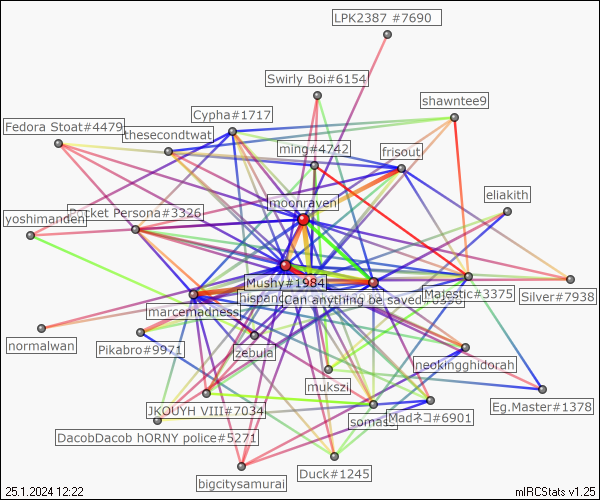 LPK2387 #7690
Swirly Boi#6154
shawntee9
Cypha#1717
Fedora Stoat#4479
thesecondtwat
ming#4742
frisout
eliakith
moonraven
Pocket Persona#3326
yoshimanden
Mushy#1984
Majestic#3375
Silver#7938
hispan
Can anything be saved
marcemadness
normalwan
Pikabro#9971
zebula
neokingghidorah
mukszi
JKOUYH VIII#7034
Eg.Master#1378
somas
Madネコ#6901
DacobDacob hORNY police#5271
Duck#1245
bigcitysamurai
25.1.2024 12:22
mIRCStats v1.25